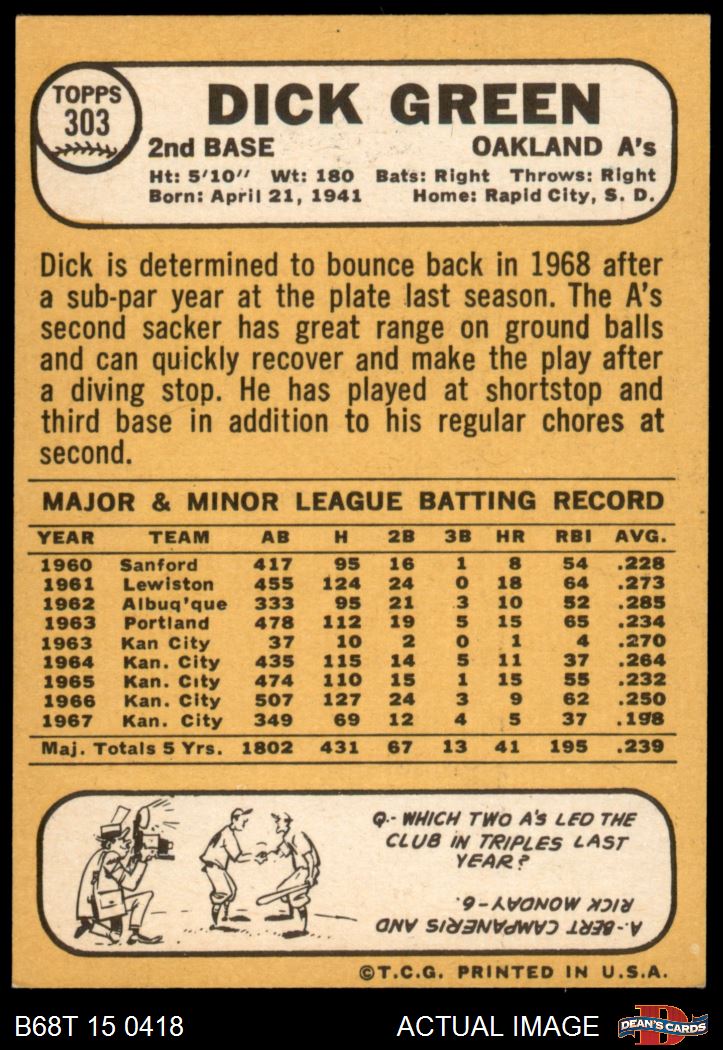 TOPPS
303
DICK GREEN
2nd BASE OAKLAND A's
Ht: 5'10" Wt: 180 Bats: Right Throws: Right
Born: April 21, 1941 Home: Rapid City, S. D.
Dick is determined to bounce back in 1968 after
a sub-par year at the plate last season. The A's
second sacker has great range on ground balls
and can quickly recover and make the play after
a diving stop. He has played at shortstop and
third base in addition to his regular chores at
second.
MAJOR & MINOR LEAGUE BATTING RECORD
YEAR TEAM AB H 2B 3B HR RBI AVG.
1960 Sanford 417 95 16 1 8 54 .228
1961 Lewiston 455 124 24 0 18 64 .273
1962 Albuq'que 333 95 21 3 10 52 .285
1963 Portland 478 112 19 5 15 65 .234
1963 Kan City 37 10 2 0 1 4 .270
1964 Kan. City 435 115 14 5 11 37 .264
1965 Kan. City 474 110 15 1 15 55 .232
1966 Kan. City 507 127 24 3 9 62 .250
1967 Kan. City 349 69 12 4 5 37 .198
Maj. Totals 5 Yrs. 1802 431 67 13 41 195 .239
Q.- WHICH TWO A'S LED THE
CLUB IN TRIPLES LAST
YEAR?
A.- BERT CAMPANERIS AND
RICK MONDAY-6.
©T.C.G. PRINTED IN U.S.A.
B68T 15 0418 ACTUAL IMAGE
D
DEAN'S CARDS